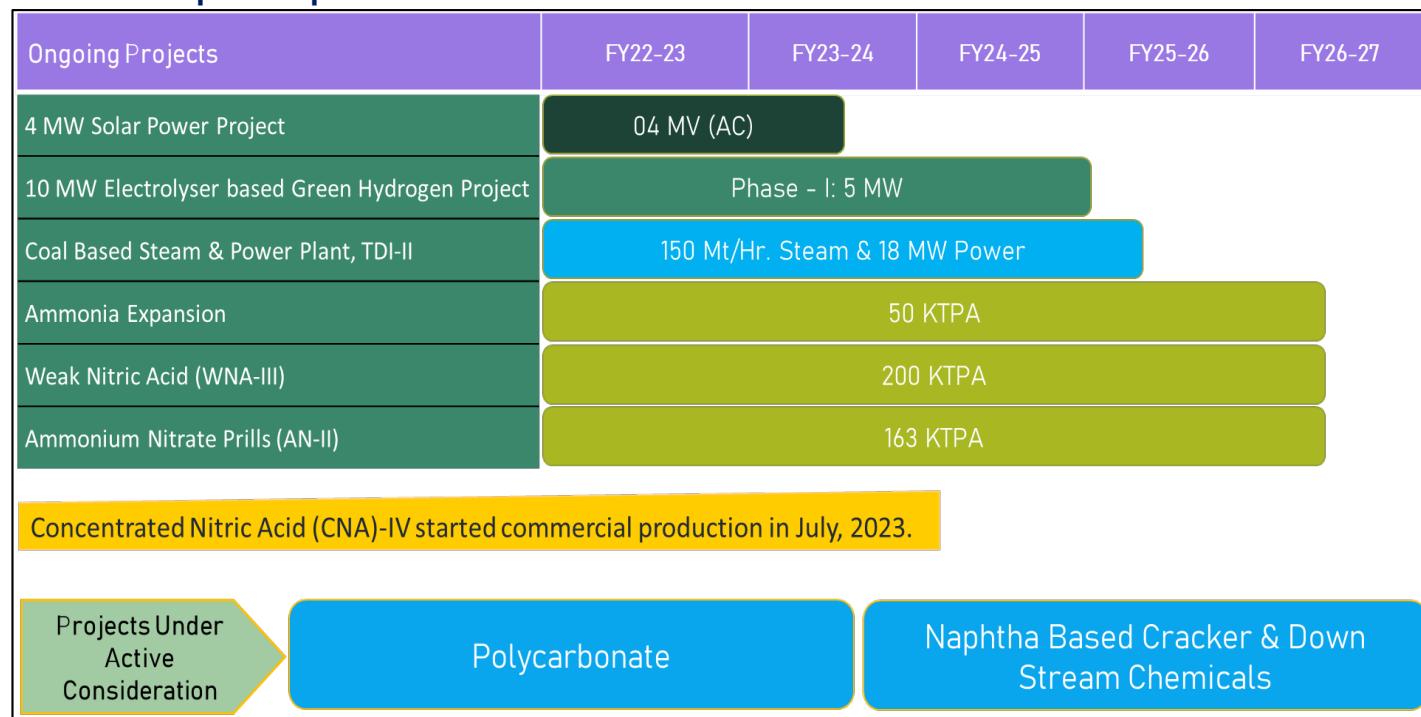 Ongoing Projects FY22-23 FY23-24 FY24-25 FY25-26 FY26-27
4 MW Solar Power Project 04 MV (AC)
10 MW Electrolyser based Green Hydrogen Project Phase - I: 5 MW
Coal Based Steam & Power Plant, TDI-II 150 Mt/Hr. Steam & 18 MW Power
Ammonia Expansion 50 KTPA
Weak Nitric Acid (WNA-III) 200 KTPA
Ammonium Nitrate Prills (AN-II) 163 KTPA
Concentrated Nitric Acid (CNA)-IV started commercial production in July, 2023.
Projects Under
Active
Consideration
Polycarbonate
Naphtha Based Cracker & Down
Stream Chemicals